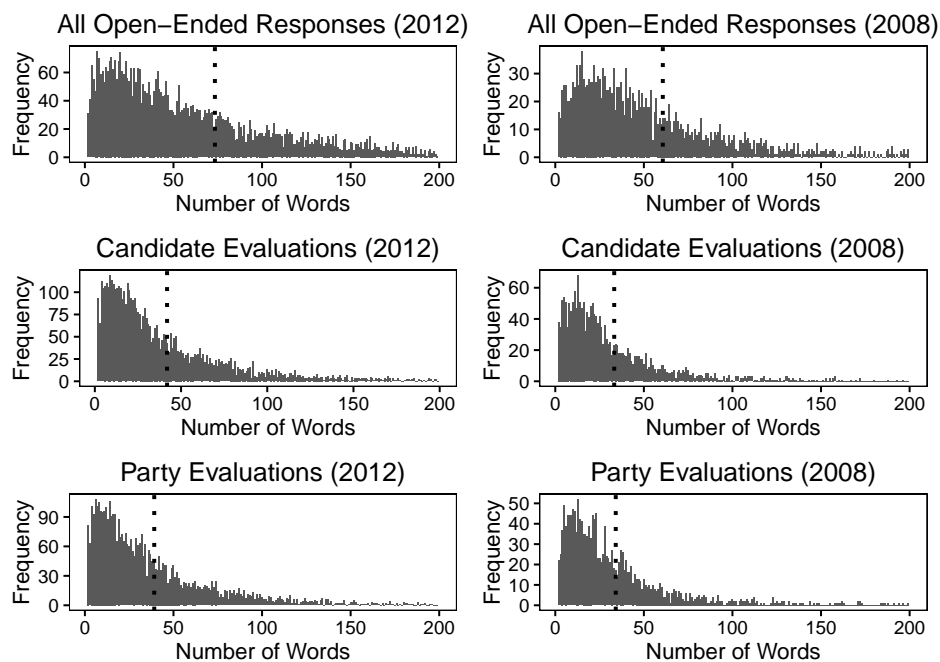 All Open−Ended Responses (2012)
Frequency
60
40
20
0
0 50 100 150 200
Number of Words
All Open−Ended Responses (2008)
Frequency
30
20
10
0
0 50 100 150 200
Number of Words
Candidate Evaluations (2012)
Frequency
100
75
50
25
0
0 50 100 150 200
Number of Words
Candidate Evaluations (2008)
Frequency
60
40
20
0
0 50 100 150 200
Number of Words
Party Evaluations (2012)
Frequency
90
60
30
0
0 50 100 150 200
Number of Words
Party Evaluations (2008)
Frequency
50
40
30
20
10
0
0 50 100 150 200
Number of Words